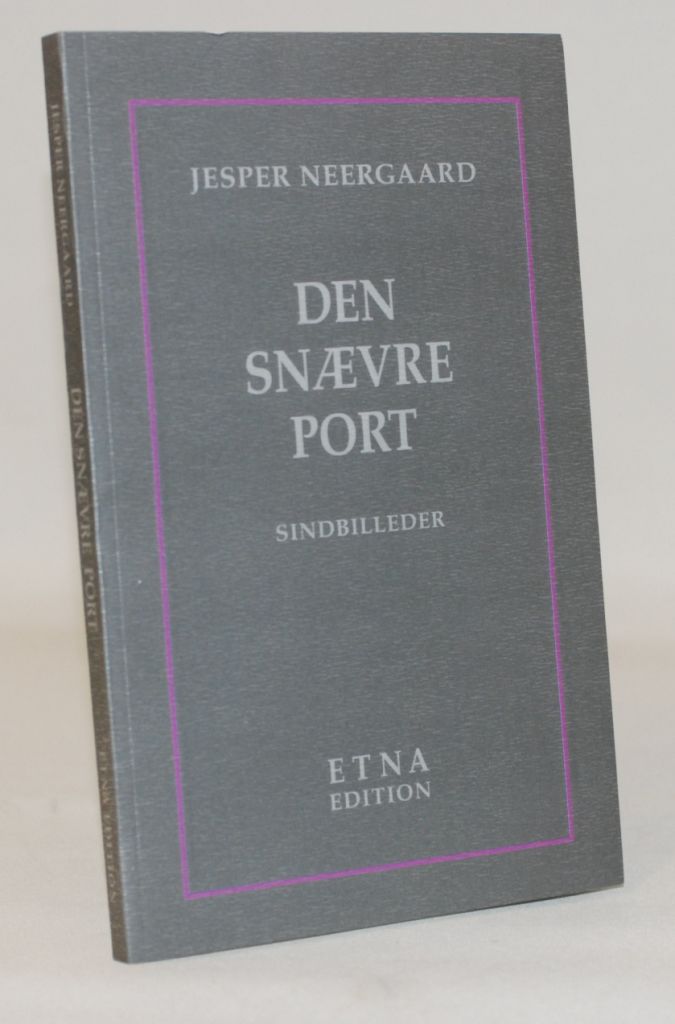 JESPER NEERGAARD
DEN
SNÆVRE
PORT
SINDBILLEDER
ETNA
EDITION
JESPER NEERGAARD DEN SNÆVRE PORT ETNA EDITION